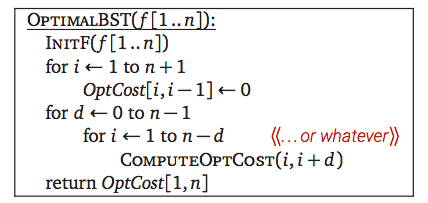 OPTIMALBST(f[1..n]):
INITF(f[1..n])
for i ← 1 to n + 1
OptCost[i, i − 1] ← 0
for d ← 0 to n − 1
for i ← 1 to n − d ⟪...or whatever⟫
COMPUTEOPTCOST(i, i + d)
return OptCost[1, n]